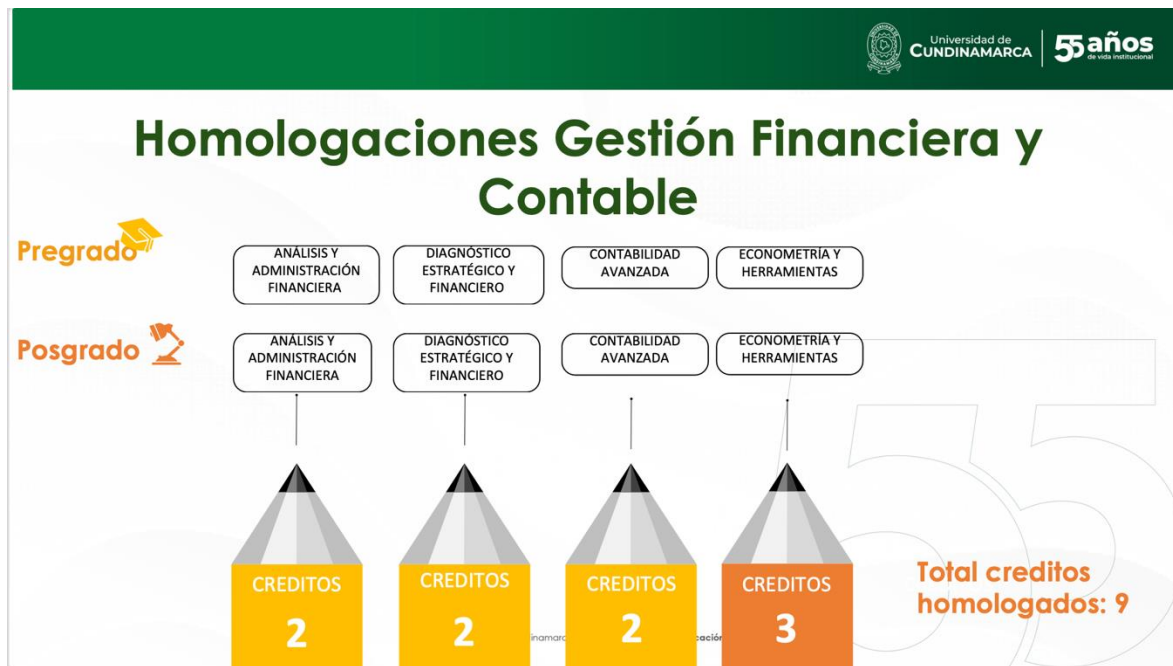 Universidad de
CUNDINAMARCA
55 años
de vida institucional
Homologaciones Gestión Financiera y
Contable
Pregrado
ANÁLISIS Y
ADMINISTRACIÓN
FINANCIERA
DIAGNÓSTICO
ESTRATÉGICO Y
FINANCIERO
CONTABILIDAD
AVANZADA
ECONOMETRÍA Y
HERRAMIENTAS
Posgrado
ANÁLISIS Y
ADMINISTRACIÓN
FINANCIERA
DIAGNÓSTICO
ESTRATÉGICO Y
FINANCIERO
CONTABILIDAD
AVANZADA
ECONOMETRÍA Y
HERRAMIENTAS
CREDITOS
2
CREDITOS
2
CREDITOS
2
CREDITOS
3
Total creditos
homologados: 9
55